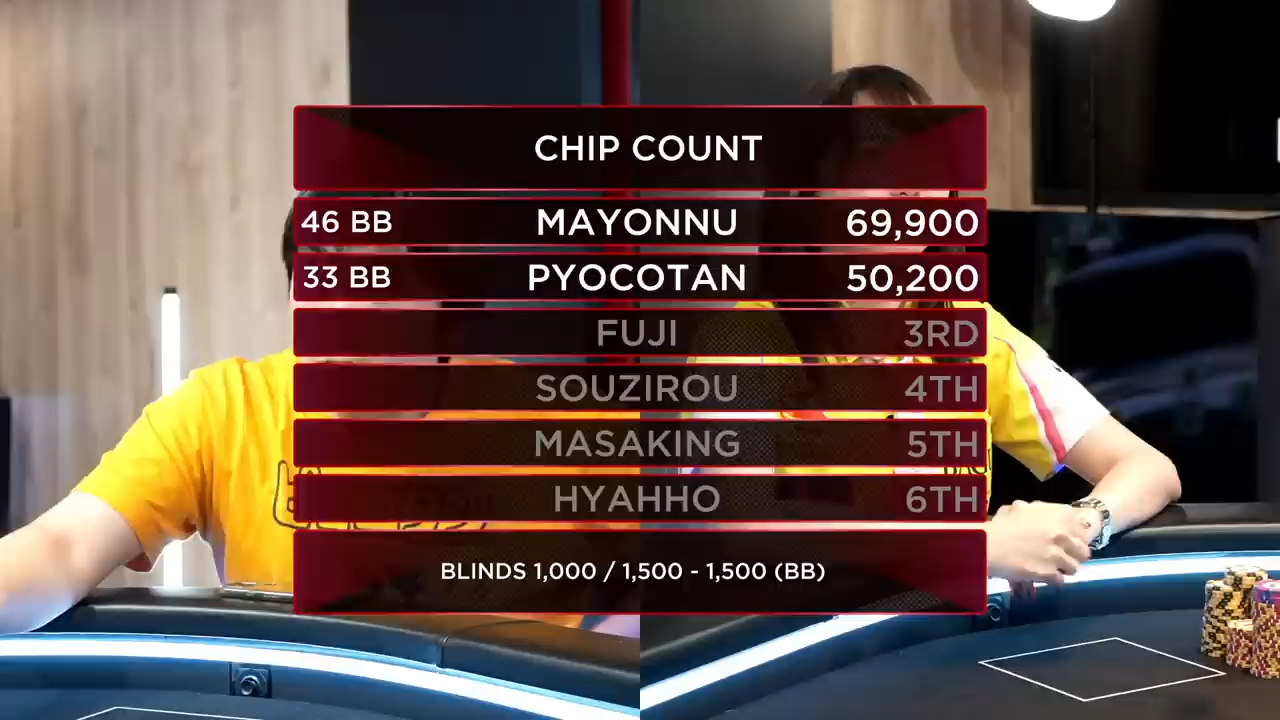 CHIP COUNT
46 BB MAYONNU 69,900
33 BB PYOCOTAN 50,200
FUJI 3RD
SOUZIROU 4TH
MASAKING 5TH
HYAHHO 6TH
BLINDS 1,000 / 1,500 - 1,500 (BB)